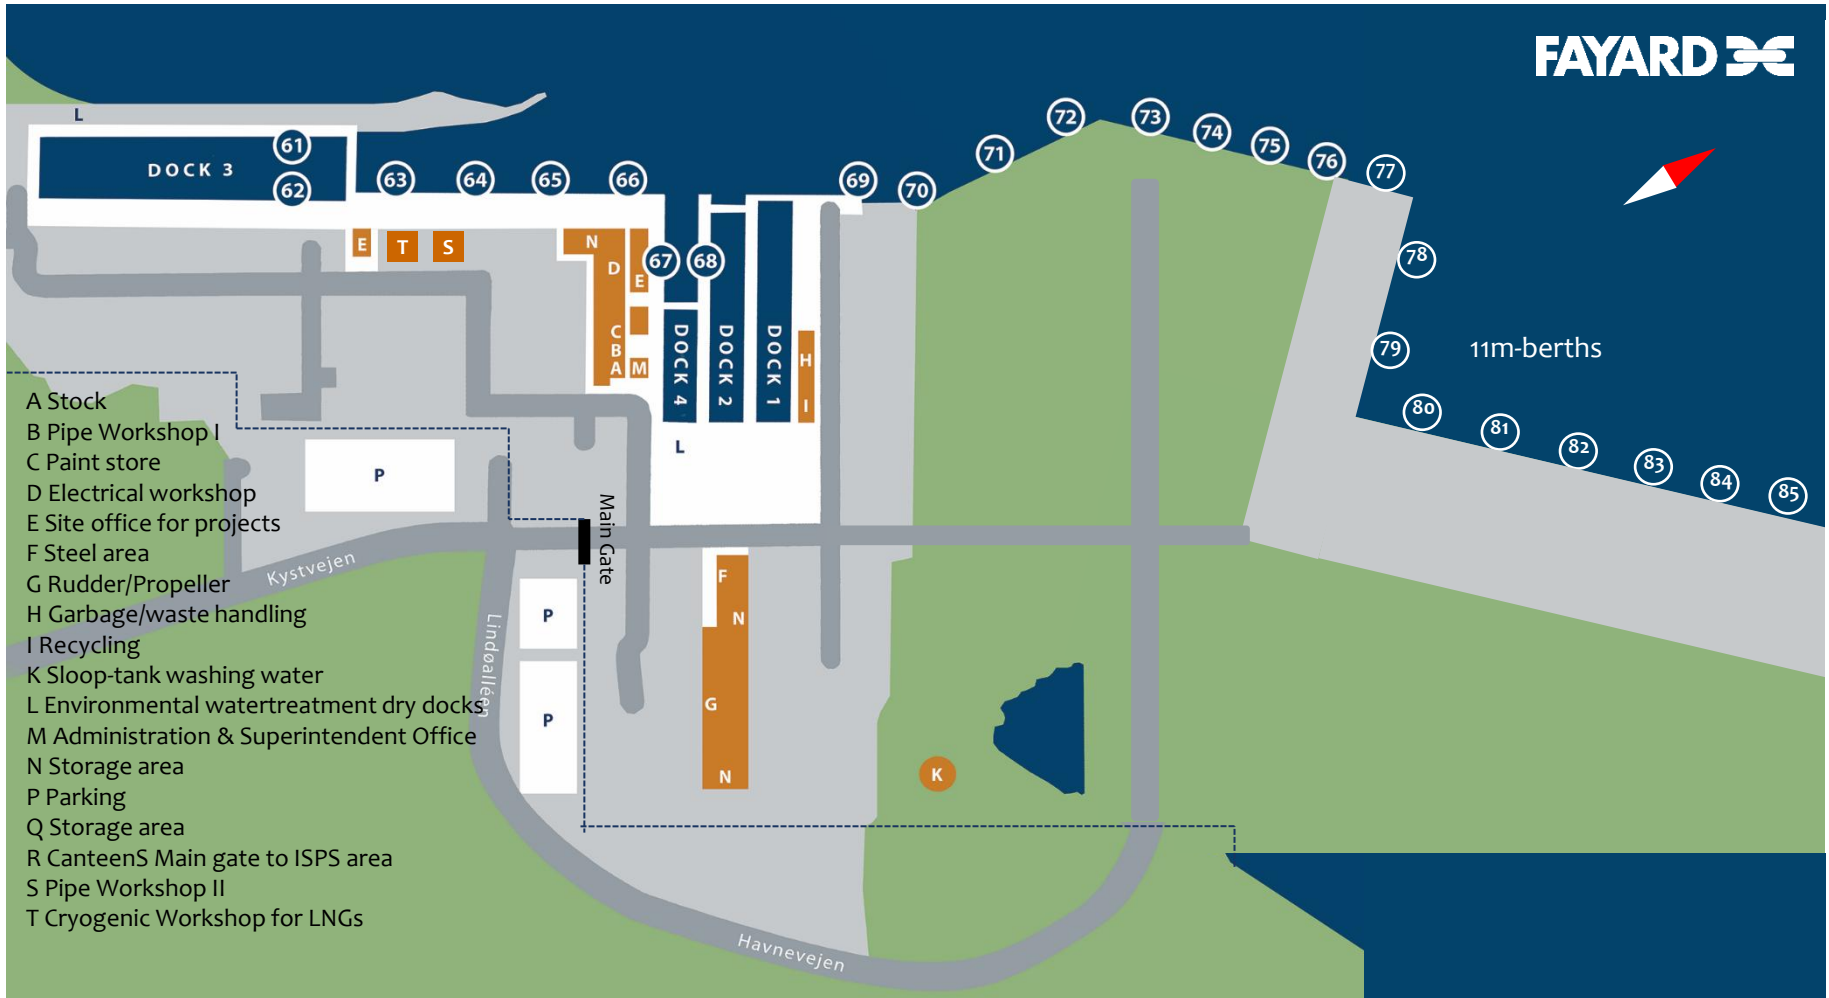 FAYARD
L
DOCK 3
61
62
63
64
65
66
67
68
69
70
71
72
73
74
75
76
77
78
79
80
81
82
83
84
85
11m-berths
E
T
S
N
D
E
C
B
A
M
DOCK 4
DOCK 2
DOCK 1
H
I
L
P
Main Gate
Kystvejen
Lindøalléen
P
P
F
N
G
N
K
Havnevejen
A Stock
B Pipe Workshop I
C Paint store
D Electrical workshop
E Site office for projects
F Steel area
G Rudder/Propeller
H Garbage/waste handling
I Recycling
K Sloop-tank washing water
L Environmental watertreatment dry docks
M Administration & Superintendent Office
N Storage area
P Parking
Q Storage area
R CanteenS Main gate to ISPS area
S Pipe Workshop II
T Cryogenic Workshop for LNGs